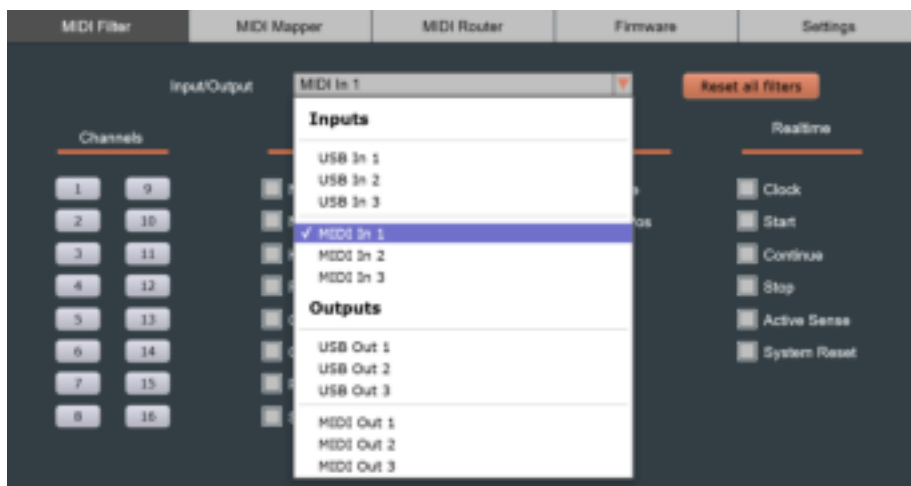 MIDI Filter MIDI Mapper MIDI Router Firmware Settings
Input/Output MIDI In 1 Reset all filters
Channels Inputs Realtime
USB In 1
1 9 USB In 2 Clock
USB In 3
2 10 Start
✓ MIDI In 1
3 11 MIDI In 2 Continue
MIDI In 3
4 12 Stop
Outputs
5 13 Active Sense
6 14 USB Out 1 System Reset
USB Out 2
7 15 USB Out 3
8 16 MIDI Out 1
MIDI Out 2
MIDI Out 3